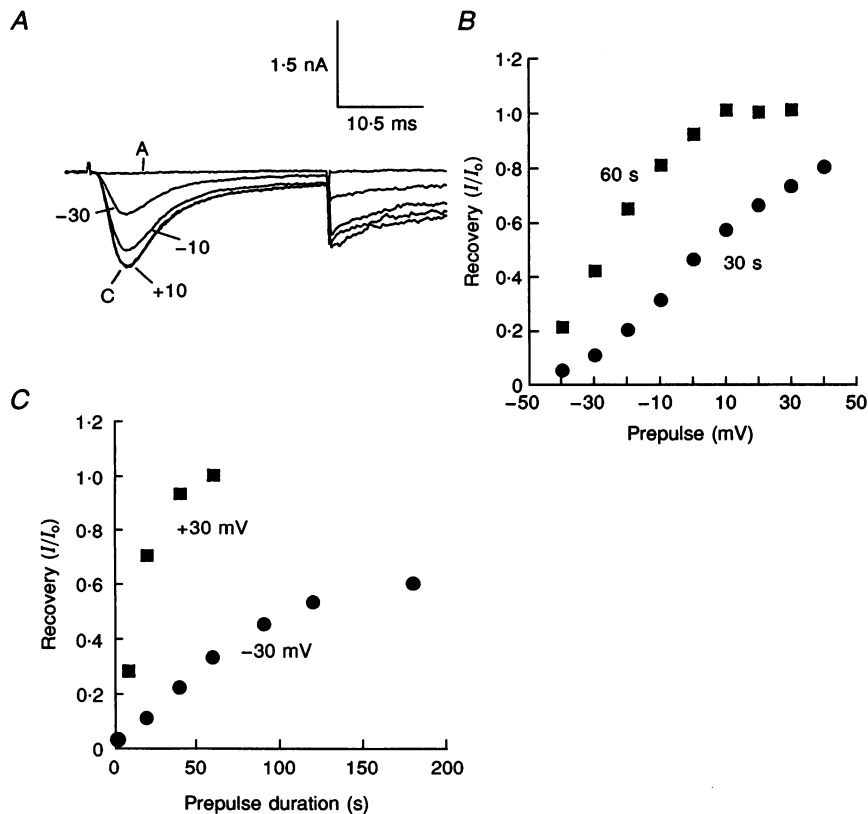 A
1·5 nA
10·5 ms
A
−30
−10
C
+10
B
1·2
1·0
0·8
0·6
0·4
0·2
0
Recovery (I/Io)
60 s
30 s
−50
−30
−10
10
30
50
Prepulse (mV)
C
1·2
1·0
0·8
0·6
0·4
0·2
0
Recovery (I/Io)
+30 mV
−30 mV
0
50
100
150
200
Prepulse duration (s)